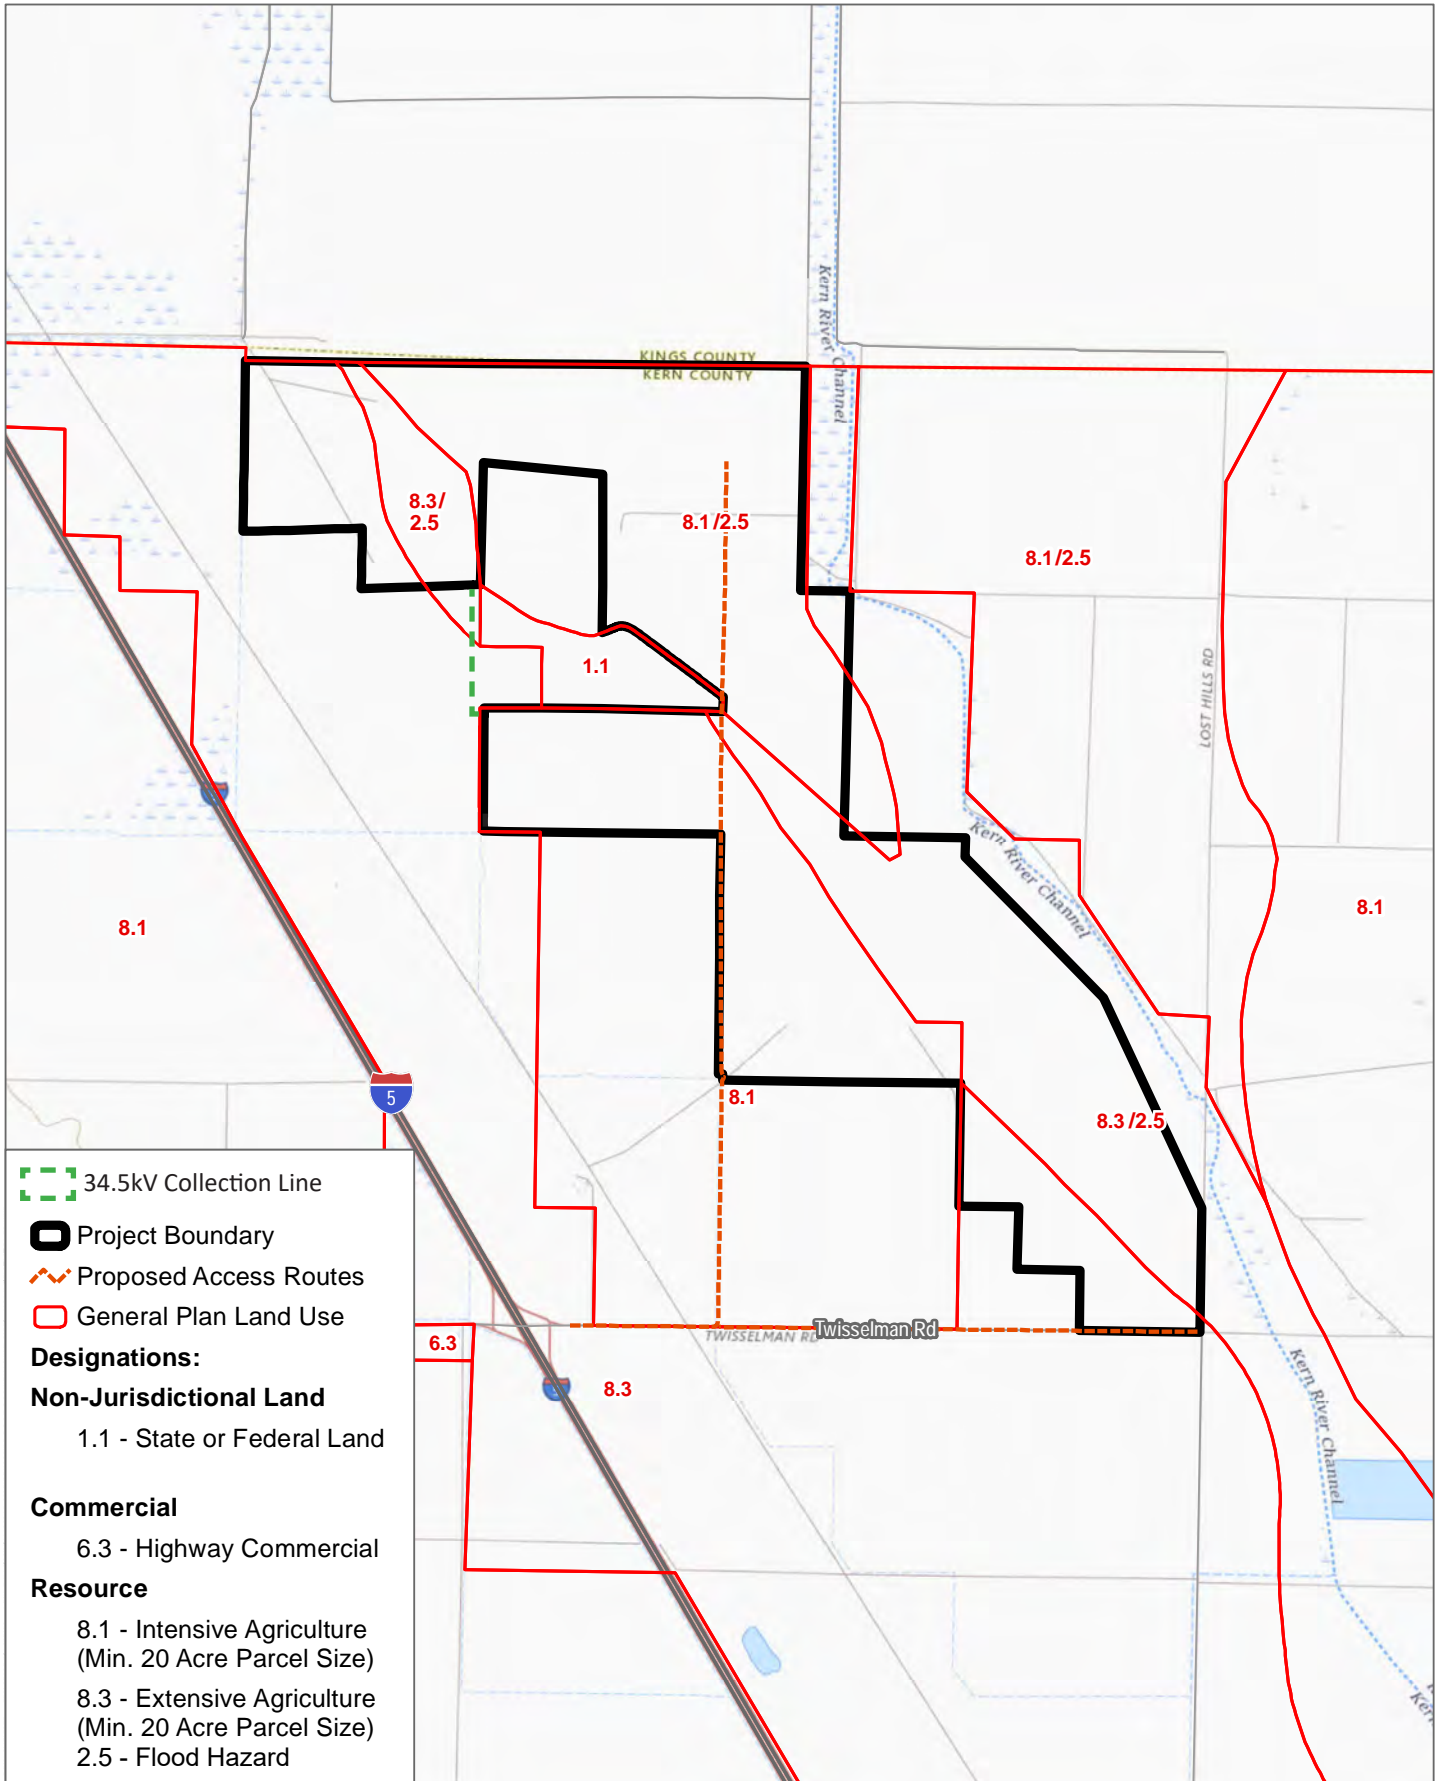 KINGS COUNTY
KERN COUNTY
Kern River Channel
8.3/
2.5
8.1/2.5
8.1/2.5
1.1
LOST HILLS RD
Kern River Channel
8.1
8.1
5
8.1
8.3/2.5
TWISSELMAN RD
Twisselman Rd
6.3
8.3
Kern River Channel
34.5kV Collection Line
Project Boundary
Proposed Access Routes
General Plan Land Use
Designations:
Non-Jurisdictional Land
1.1 - State or Federal Land
Commercial
6.3 - Highway Commercial
Resource
8.1 - Intensive Agriculture
(Min. 20 Acre Parcel Size)
8.3 - Extensive Agriculture
(Min. 20 Acre Parcel Size)
2.5 - Flood Hazard